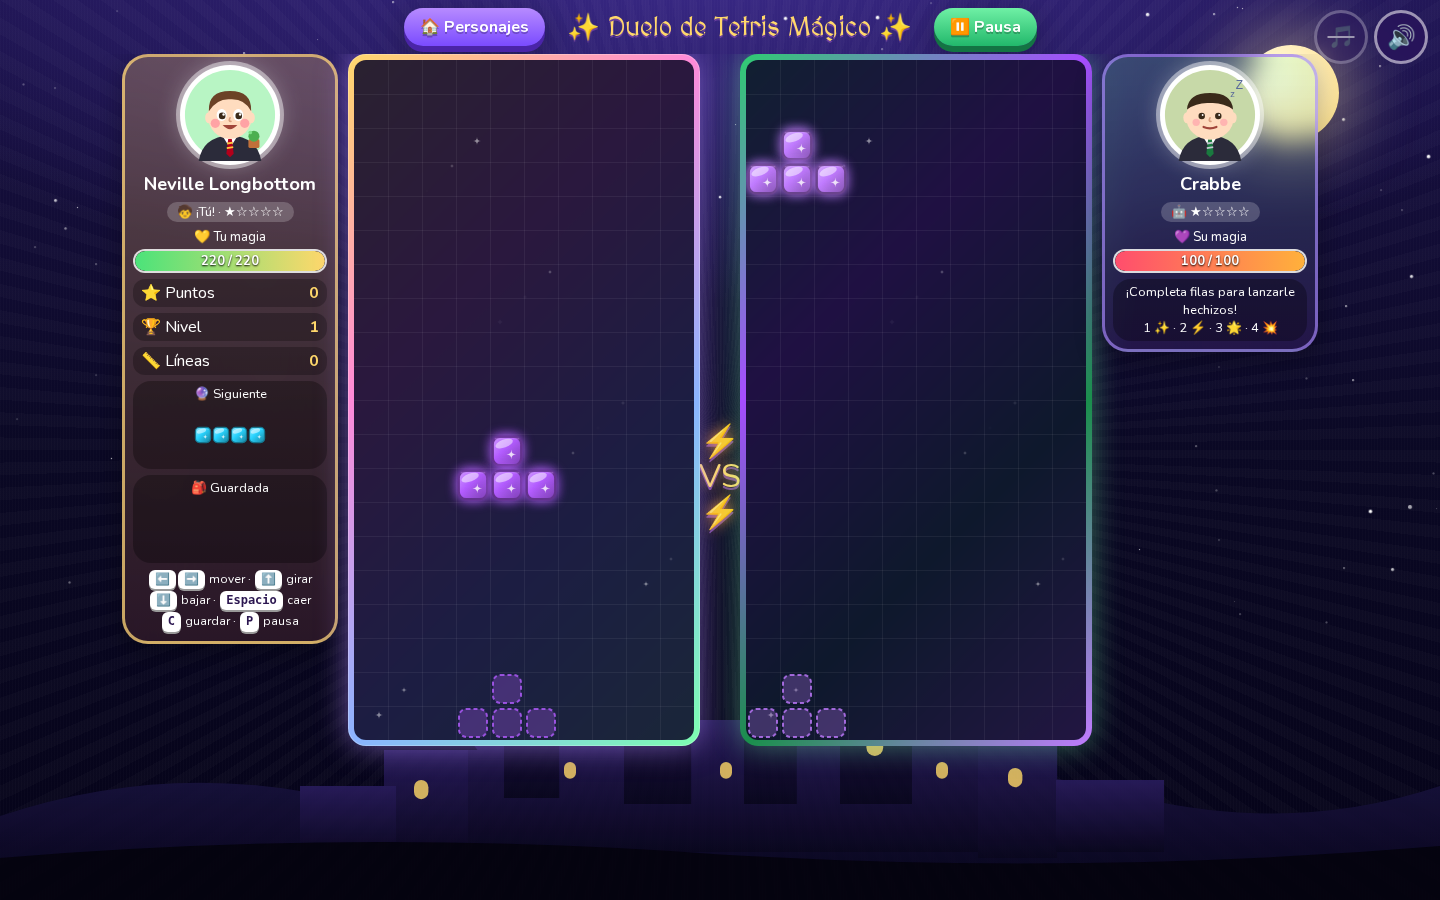 🏠 Personajes
✨ Duelo de Tetris Mágico ✨
⏸️ Pausa
Neville Longbottom
🧒 ¡Tú! · ★☆☆☆☆
💛 Tu magia
220 / 220
⭐ Puntos 0
🏆 Nivel 1
📏 Líneas 0
🔮 Siguiente
🎒 Guardada
⬅️ ➡️ mover · ⬆️ girar
⬇️ bajar · Espacio caer
C guardar · P pausa
⚡
VS
⚡
z Z
Crabbe
🤖 ★☆☆☆☆
💜 Su magia
100 / 100
¡Completa filas para lanzarle
hechizos!
1 ✨ · 2 ⚡ · 3 🌟 · 4 💥